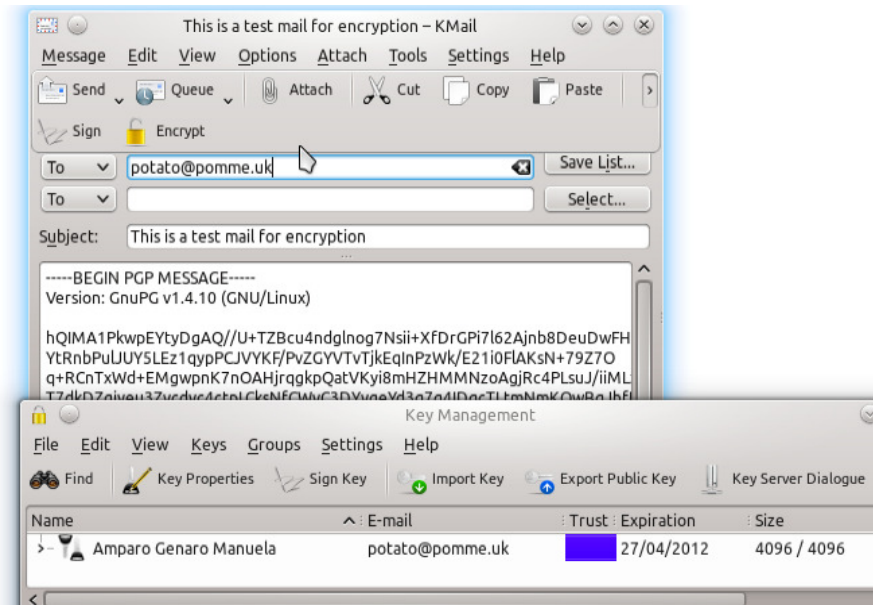 This is a test mail for encryption – KMail
Message Edit View Options Attach Tools Settings Help
Send Queue Attach Cut Copy Paste
Sign Encrypt
To potato@pomme.uk Save List...
To Select...
Subject: This is a test mail for encryption
-----BEGIN PGP MESSAGE-----
Version: GnuPG v1.4.10 (GNU/Linux)
hQIMA1PkwpEYtyDgAQ//U+TZBcu4ndglnog7Nsii+XfDrGPi7l62Ajnb8DeuDwFH
YtRnbPulJUY5LEz1qypPCJVYKF/PvZGYVTvTjkEqInPzWk/E21i0FlAKsN+79Z7O
q+RCnTxWd+EMgwpnK7nOAHjrqgkpQatVKyi8mHZHMMNzoAgjRc4PLsuJ/iiML
Key Management
File Edit View Keys Groups Settings Help
Find Key Properties Sign Key Import Key Export Public Key Key Server Dialogue
Name E-mail Trust Expiration Size
Amparo Genaro Manuela potato@pomme.uk 27/04/2012 4096 / 4096